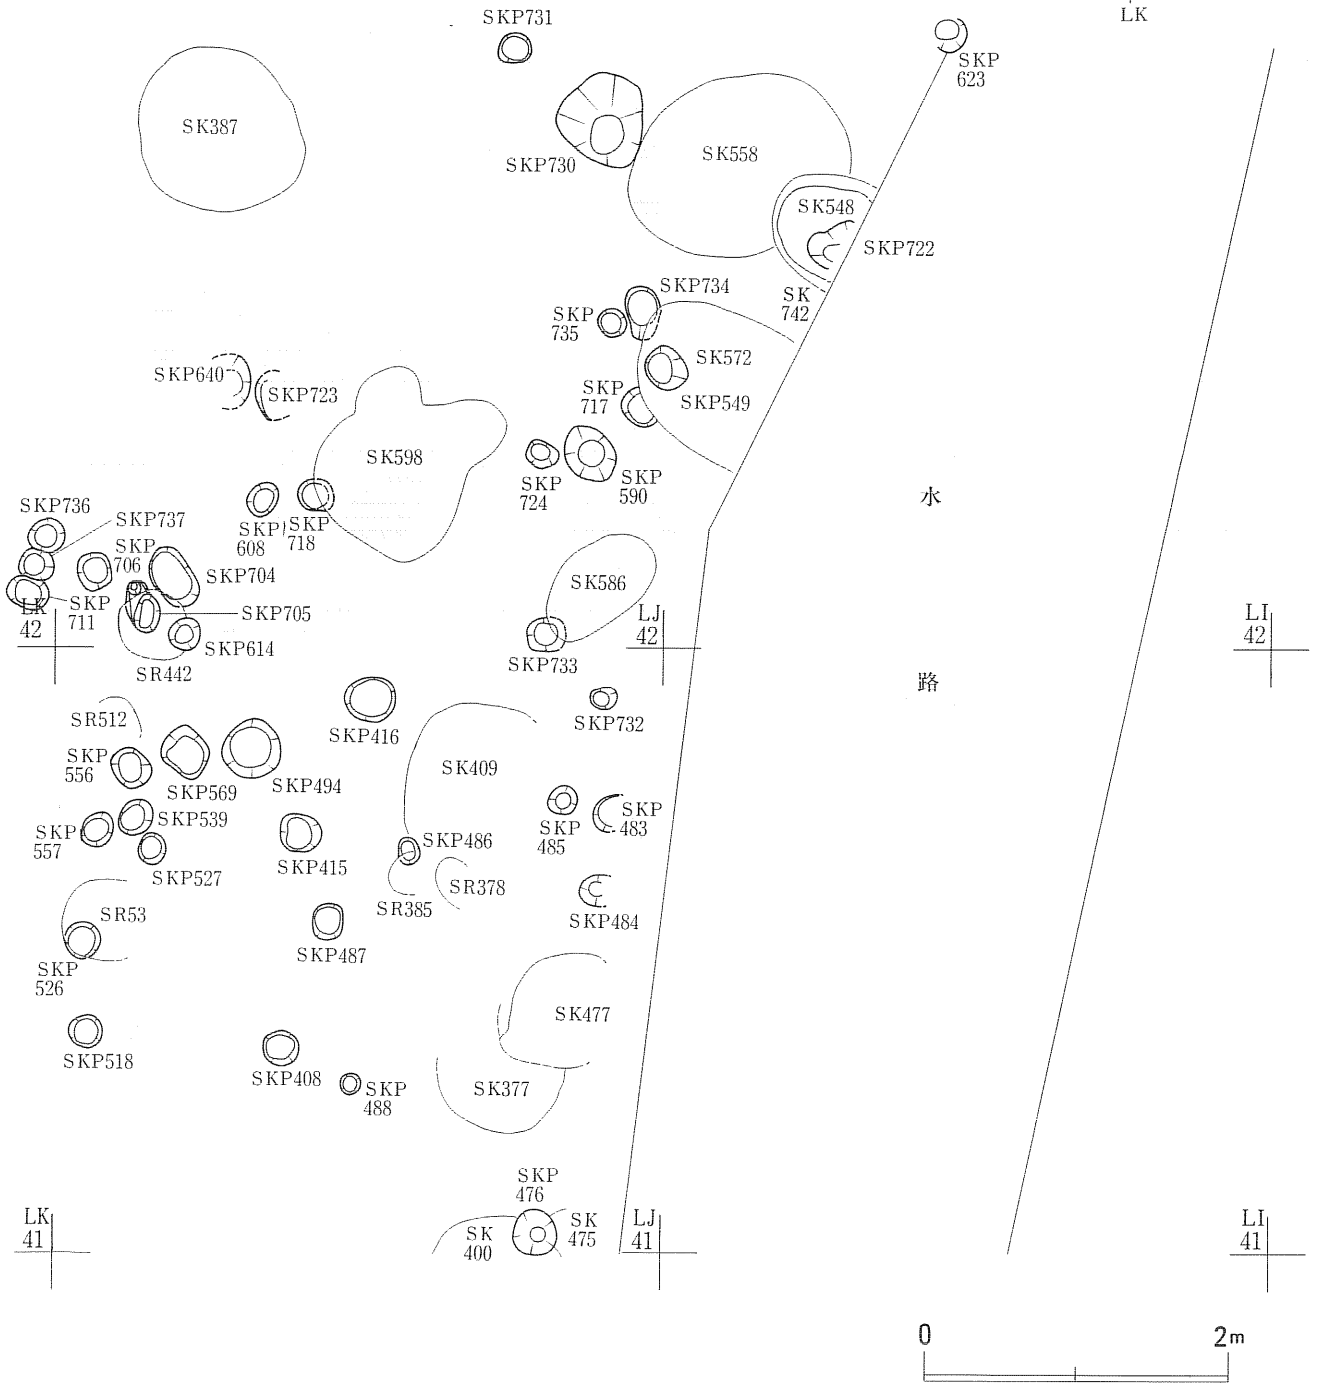 LK
SKP731
SKP
623
SK387
SK558
SKP730
SK548
SKP722
SKP734
SK
742
SKP
735
SK572
SKP640
SKP723
SKP
717
SKP549
SK598
SKP
724
SKP
590
水
SKP736
SKP737
SKP
608
SKP
718
SKP
706
SKP704
SK586
SKP
711
SKP705
LK
42
LJ
42
LI
42
SKP614
SR442
SKP733
路
SR512
SKP416
SKP732
SKP
556
SKP569
SKP494
SK409
SKP539
SKP
557
SKP
485
SKP
483
SKP486
SKP415
SKP527
SR378
SR385
SR53
SKP484
SKP487
SKP
526
SK477
SKP518
SKP408
SKP
488
SK377
SKP
476
LK
41
SK
400
SK
475
LJ
41
LI
41
0
2m